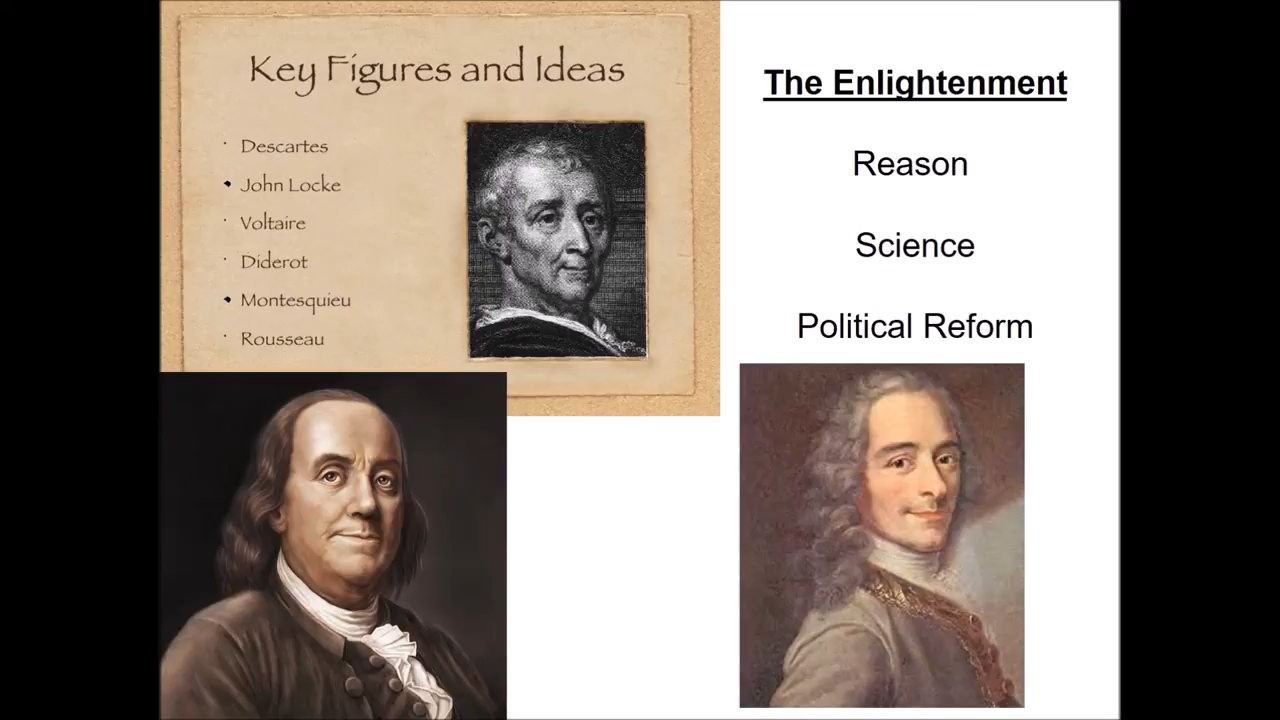 Key Figures and Ideas
· Descartes
• John Locke
· Voltaire
· Diderot
• Montesquieu
· Rousseau
The Enlightenment
Reason
Science
Political Reform